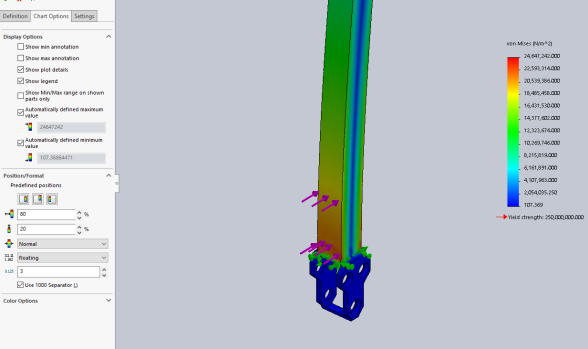 Definition Chart Options Settings
Display Options
Show min annotation
Show max annotation
Show plot details
Show legend
Show Min/Max range on shown
parts only
Automatically defined maximum
value
24647242
Automatically defined minimum
value
107.36864471
Position/Format
Predefined positions
80 %
20 %
Normal
Floating
3
Use 1000 Separator (,)
Color Options
von Mises (N/m^2)
24,647,242.000
22,593,314.000
20,539,386.000
18,485,458.000
16,431,530.000
14,377,602.000
12,323,674.000
10,269,746.000
8,215,819.000
6,161,891.000
4,107,963.000
2,054,035.250
107.369
Yield strength: 250,000,000.000